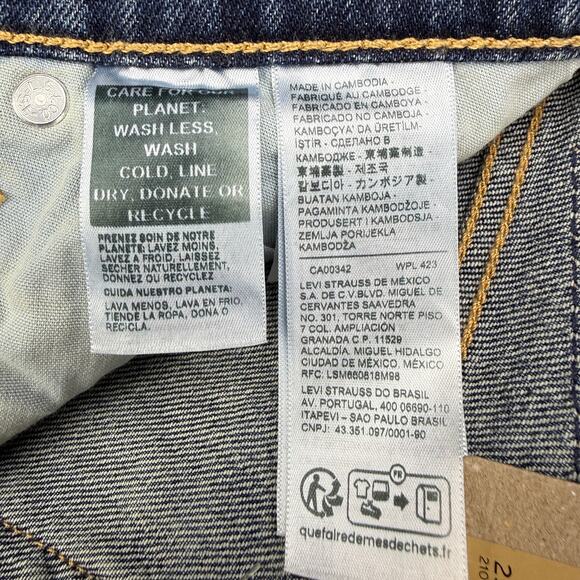 CARE FOR OUR
PLANET:
WASH LESS,
WASH
COLD, LINE
DRY, DONATE OR
RECYCLE
PRENEZ SOIN DE NOTRE
PLANÈTE: LAVEZ MOINS,
LAVEZ A FROID, LAISSEZ
SECHER NATURELLEMENT,
DONNEZ OU RECYCLEZ
CUIDA NUESTRO PLANETA:
LAVA MENOS, LAVA EN FRIO,
TIENDE LA ROPA, DONA O
RECICLA.
MADE IN CAMBODIA -
FABRIQUÉ AU CAMBODGE
FABRICADO EN CAMBOYA -
FABRICADO NO CAMBOJA -
KAMBOÇYA' DA ÜRETİLM-
İŞTİR - СДЕЛАНО В
КАМБОДЖЕ - 柬埔寨制造 -
柬埔寨製 - 제조국
캄보디아 - カンボジア製 -
BUATAN KAMBOJA -
PAGAMINTA KAMBODŽOJE -
PRODUSERT I KAMBODSJA -
ZEMLJA PORIJEKLA
KAMBODŽA
CA00342 WPL 423
LEVI STRAUSS DE MÉXICO
S.A. DE C.V. BLVD. MIGUEL DE
CERVANTES SAAVEDRA
NO. 301, TORRE NORTE PISO
7 COL. AMPLIACIÓN
GRANADA C.P. 11529
ALCALDÍA. MIGUEL HIDALGO
CIUDAD DE MÉXICO, MÉXICO
RFC: LSM660818M98
LEVI STRAUSS DO BRASIL
AV. PORTUGAL, 400 06690-110
ITAPEVI – SAO PAULO BRASIL
CNPJ: 43.351.097/0001-90
FR
quefairedemesdechets.fr
2
210